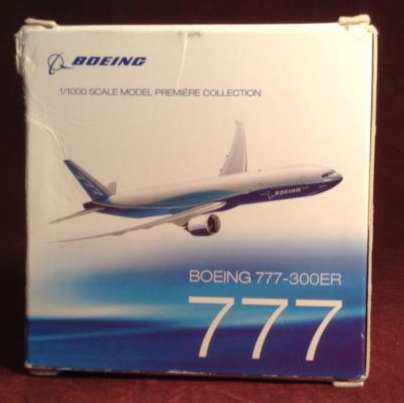 BOEING
1/1000 SCALE MODEL PREMIÈRE COLLECTION
BOEING
BOEING 777-300ER
777